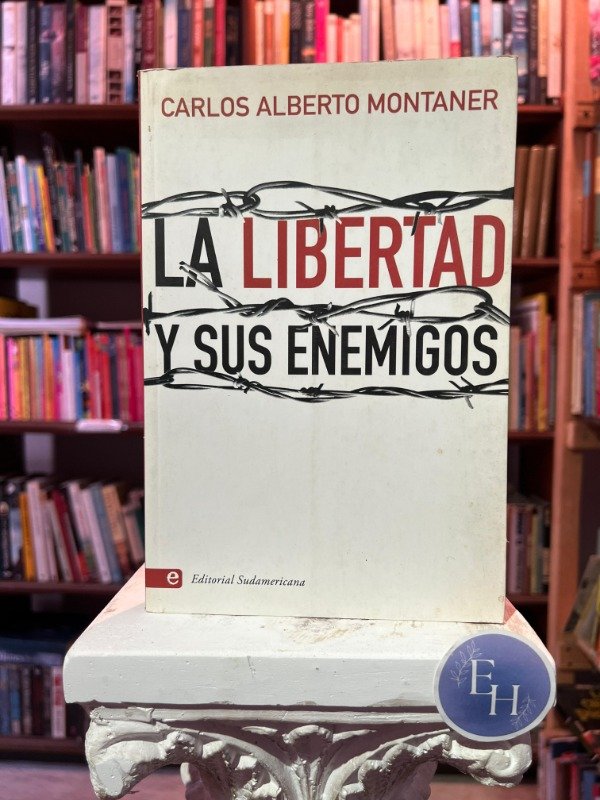 CARLOS ALBERTO MONTANER
LA LIBERTAD
Y SUS ENEMIGOS
e Editorial Sudamericana
EH